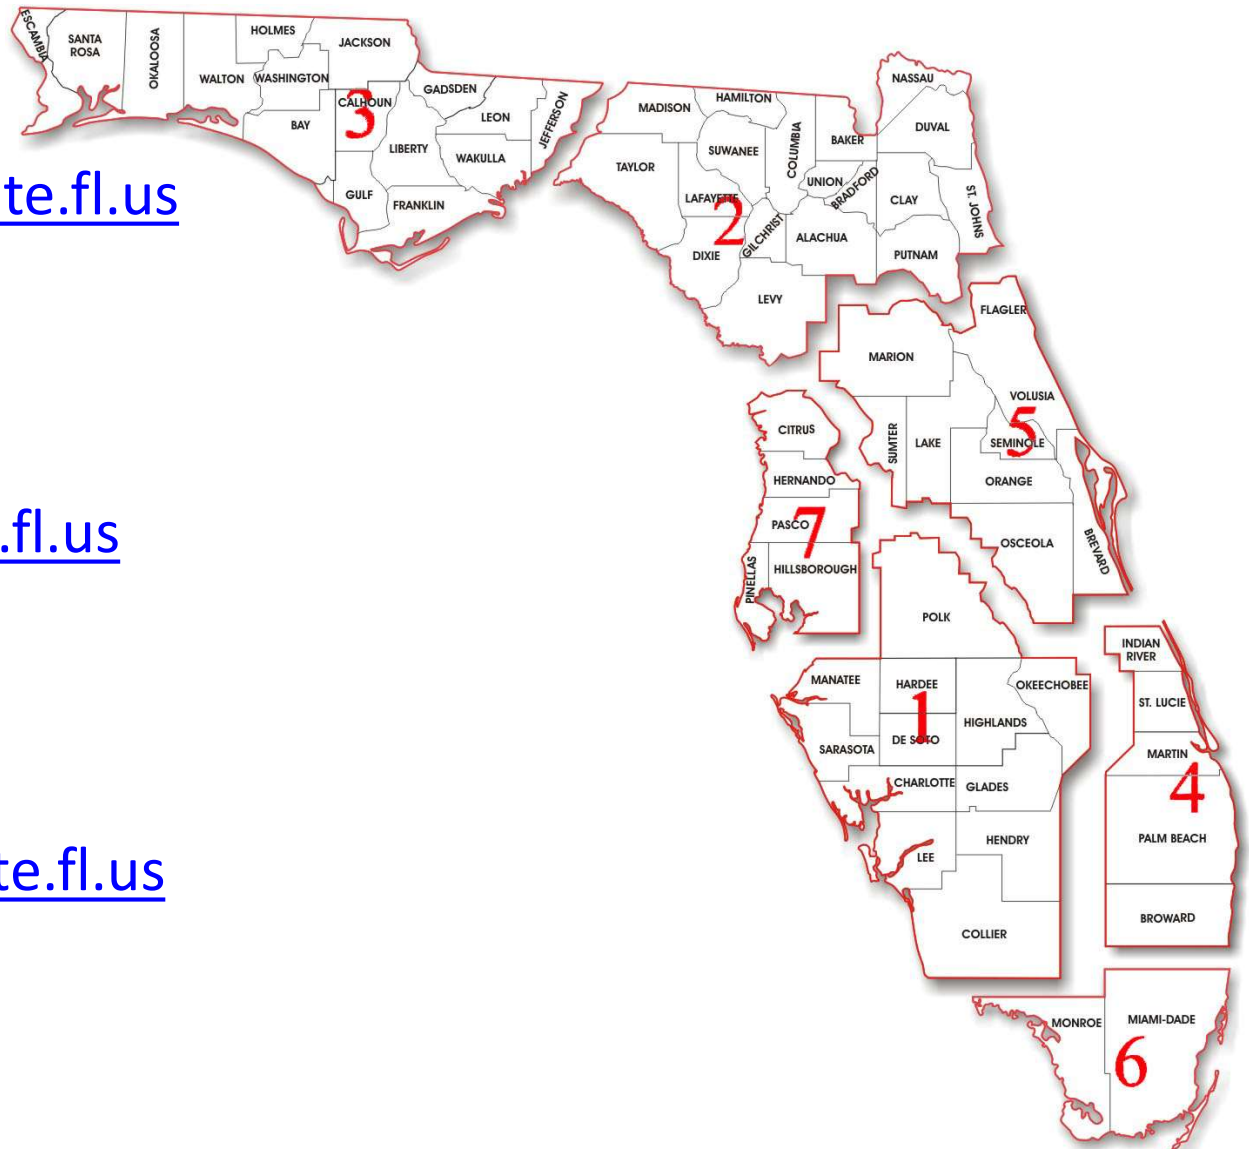 ESCAMBIA
SANTA
ROSA
OKALOOSA
WALTON
HOLMES
WASHINGTON
JACKSON
BAY
CALHOUN
3
GULF
LIBERTY
FRANKLIN
GADSDEN
LEON
WAKULLA
JEFFERSON
te.fl.us
.fl.us
te.fl.us
MADISON
HAMILTON
TAYLOR
SUWANEE
LAFAYETTE
2
DIXIE
COLUMBIA
GILCHRIST
LEVY
BAKER
UNION
BRADFORD
ALACHUA
NASSAU
DUVAL
CLAY
ST. JOHNS
PUTNAM
FLAGLER
MARION
VOLUSIA
5
SUMTER
LAKE
SEMINOLE
ORANGE
OSCEOLA
BREVARD
CITRUS
HERNANDO
PASCO
7
PINELLAS
HILLSBOROUGH
POLK
MANATEE
HARDEE
1
OKEECHOBEE
HIGHLANDS
SARASOTA
DE SOTO
CHARLOTTE
GLADES
LEE
HENDRY
COLLIER
INDIAN
RIVER
ST. LUCIE
MARTIN
4
PALM BEACH
BROWARD
MONROE
MIAMI-DADE
6